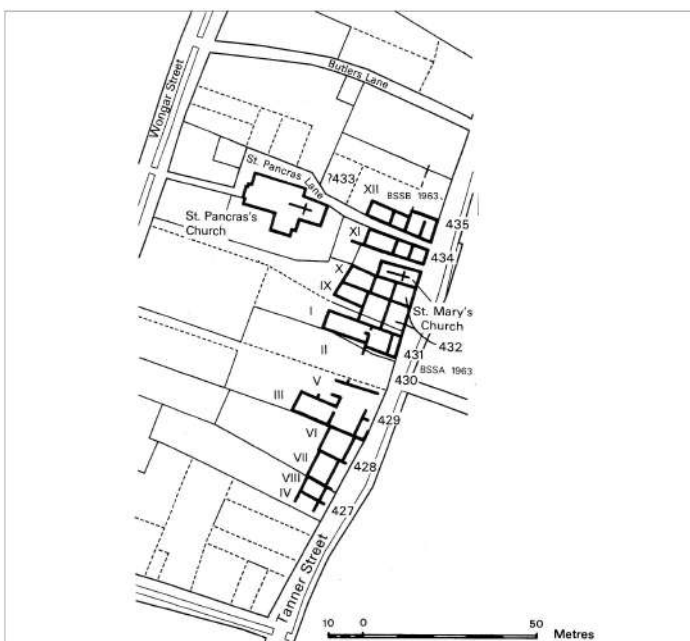 Butlers Lane
Wongar Street
St. Pancras Lane
?433
XII
BSSB 1963
435
St. Pancras's
Church
XI
434
X
IX
St. Mary's
Church
I
432
II
431
BSSA 1963
430
V
III
429
VI
VII
428
VIII
IV
427
Tanner Street
10 0 50 Metres